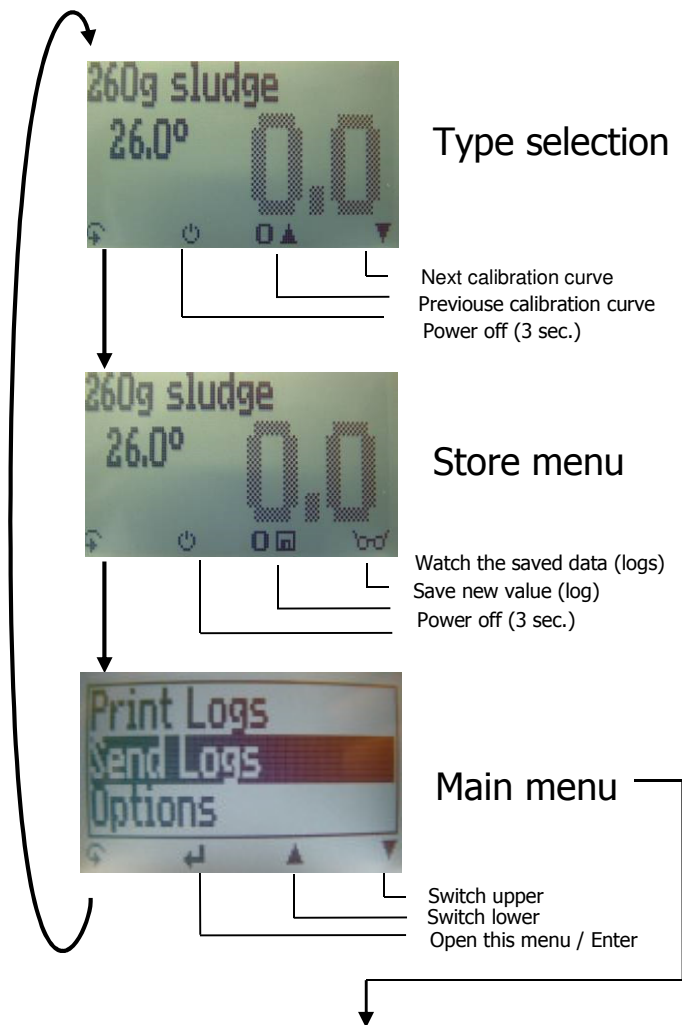 260g sludge
26.0º 0.0
Type selection
0
Next calibration curve
Previouse calibration curve
Power off (3 sec.)
260g sludge
26.0º 0.0
Store menu
0
Watch the saved data (logs)
Save new value (log)
Power off (3 sec.)
Print Logs
Send Logs
Options
Main menu
Switch upper
Switch lower
Open this menu / Enter